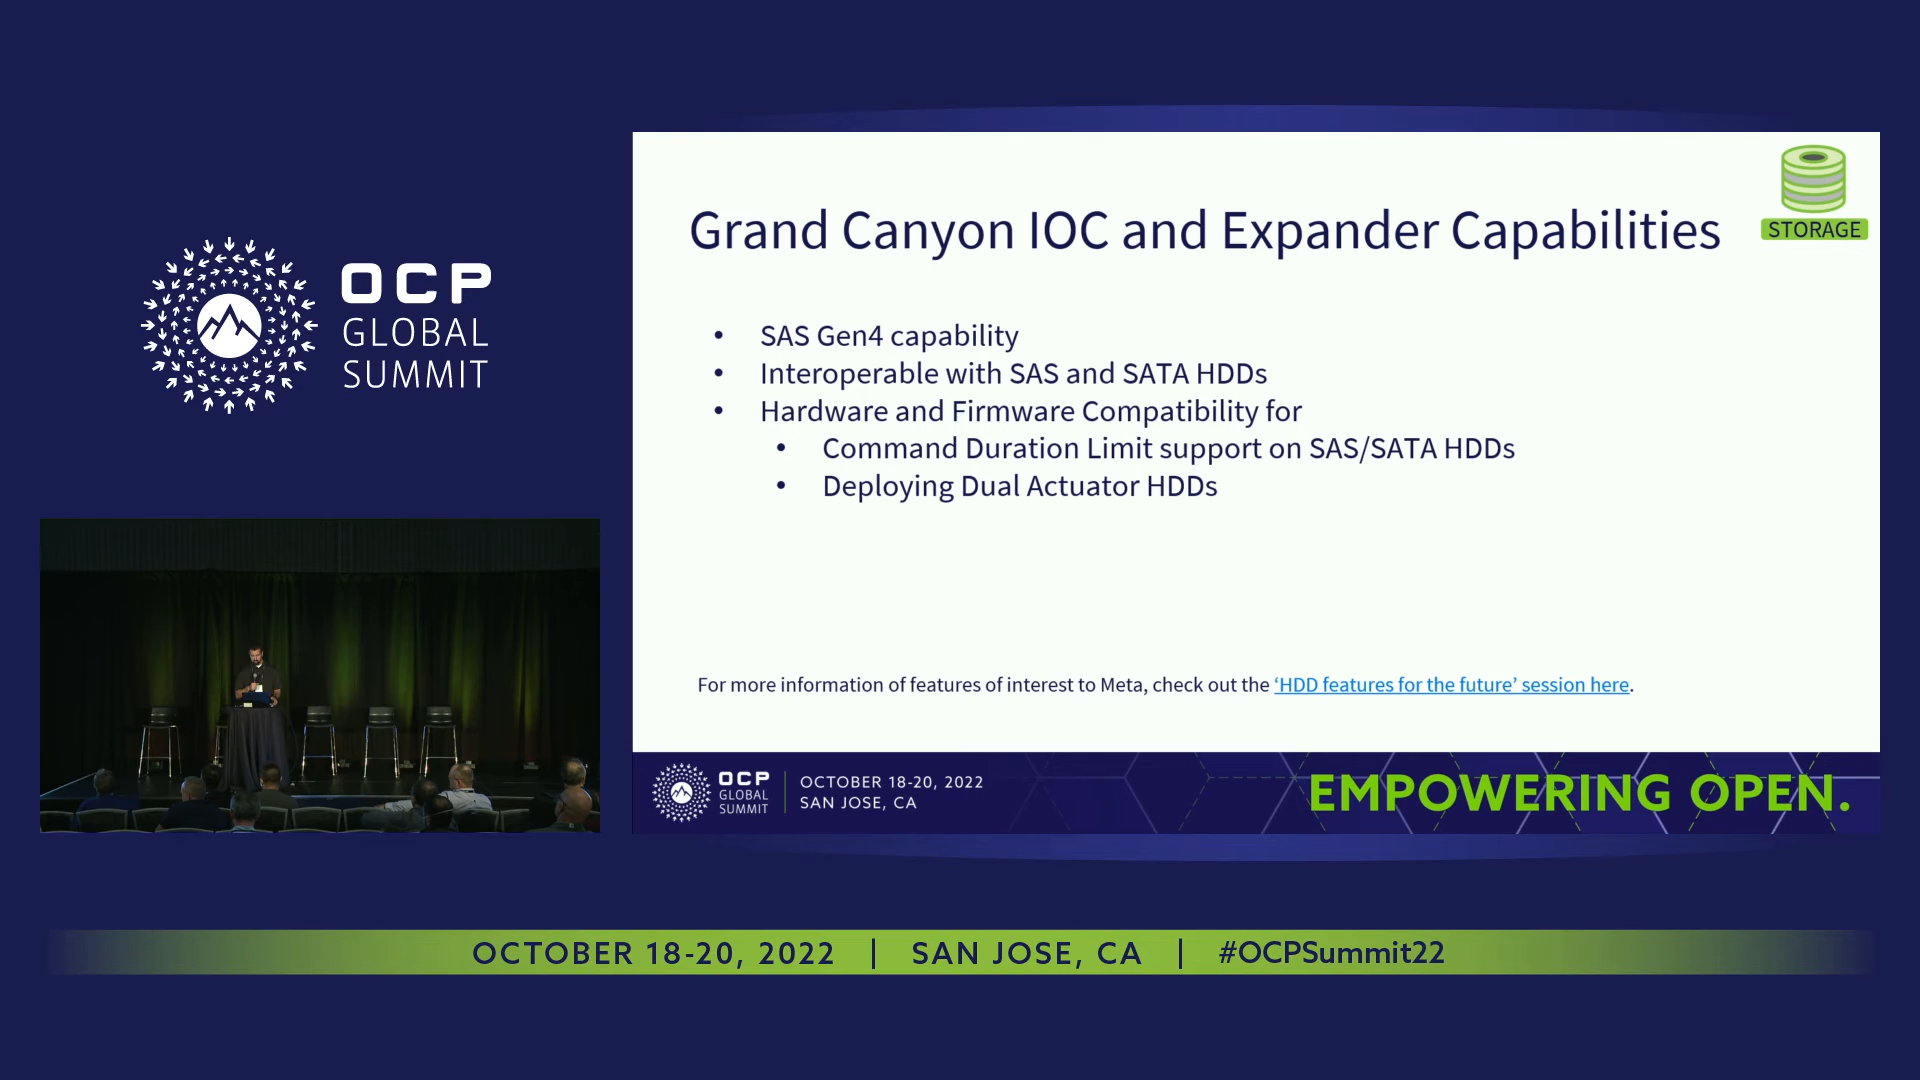 OCP
GLOBAL
SUMMIT
STORAGE
Grand Canyon IOC and Expander Capabilities
• SAS Gen4 capability
• Interoperable with SAS and SATA HDDs
• Hardware and Firmware Compatibility for
• Command Duration Limit support on SAS/SATA HDDs
• Deploying Dual Actuator HDDs
For more information of features of interest to Meta, check out the ‘HDD features for the future’ session here.
OCP
GLOBAL
SUMMIT
OCTOBER 18-20, 2022
SAN JOSE, CA
EMPOWERING OPEN.
OCTOBER 18-20, 2022 | SAN JOSE, CA | #OCPSummit22